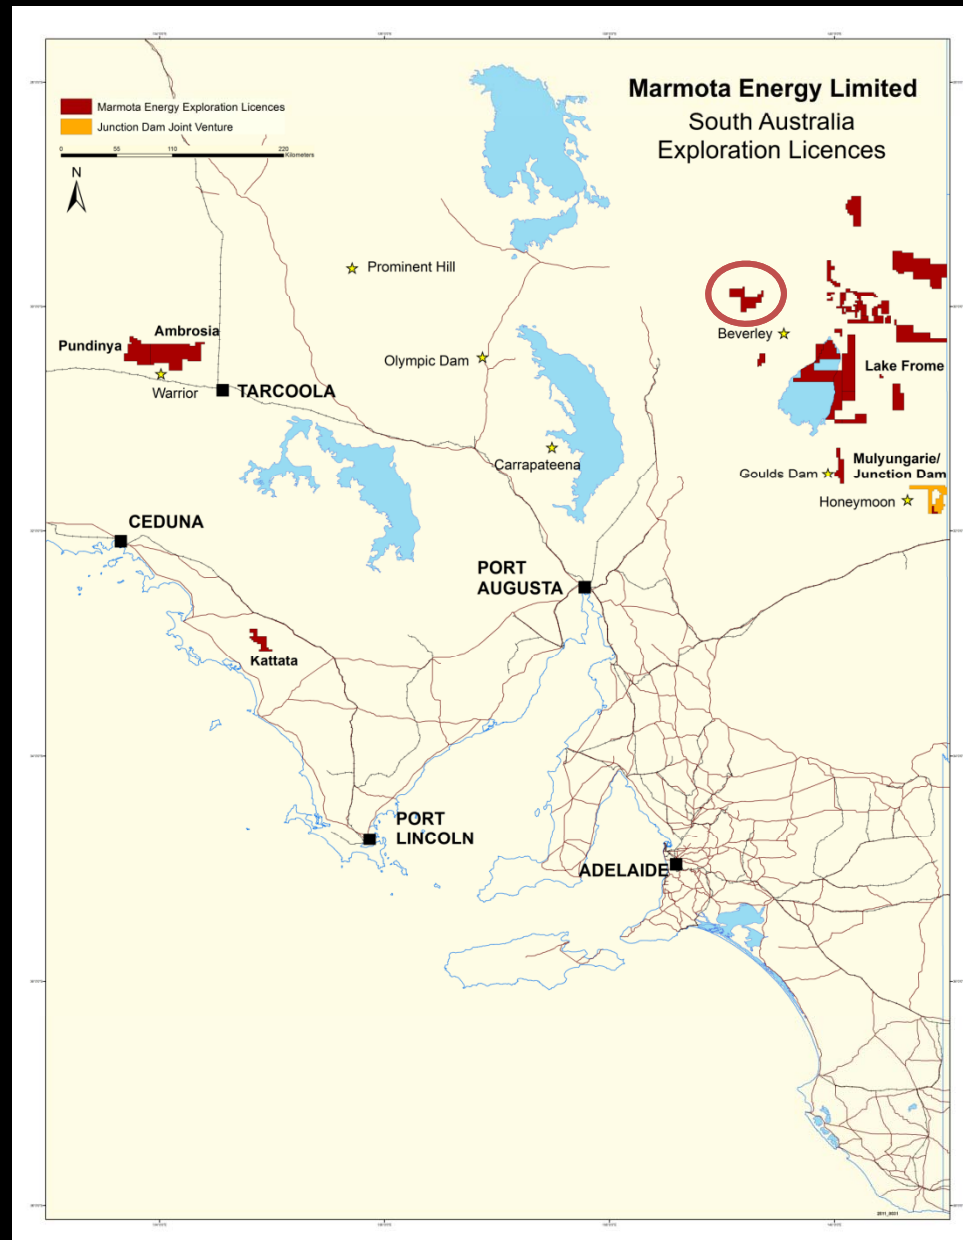 Marmota Energy Limited
South Australia
Exploration Licences
Marmota Energy Exploration Licences
Junction Dam Joint Venture
0 55 110 220
Kilometers
N
Prominent Hill
Beverley
Ambrosia
Pundinya
Warrior
TARCOOLA
Olympic Dam
Lake Frome
Carrapateena
Mulyungarie/
Junction Dam
Goulds Dam
Honeymoon
CEDUNA
PORT
AUGUSTA
Kattata
PORT
LINCOLN
ADELAIDE